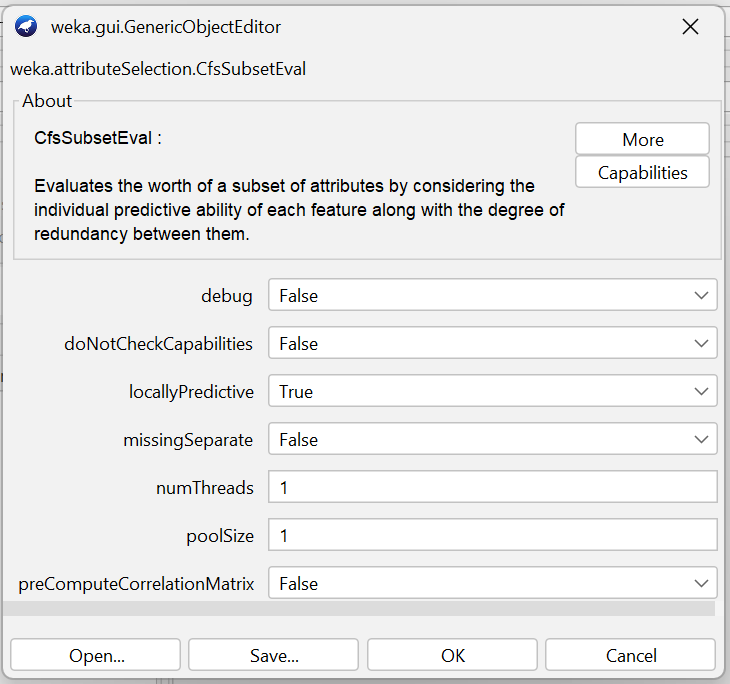 weka.gui.GenericObjectEditor
weka.attributeSelection.CfsSubsetEval
About
CfsSubsetEval :
More
Capabilities
Evaluates the worth of a subset of attributes by considering the
individual predictive ability of each feature along with the degree of
redundancy between them.
debug False
doNotCheckCapabilities False
locallyPredictive True
missingSeparate False
numThreads 1
poolSize 1
preComputeCorrelationMatrix False
Open... Save... OK Cancel